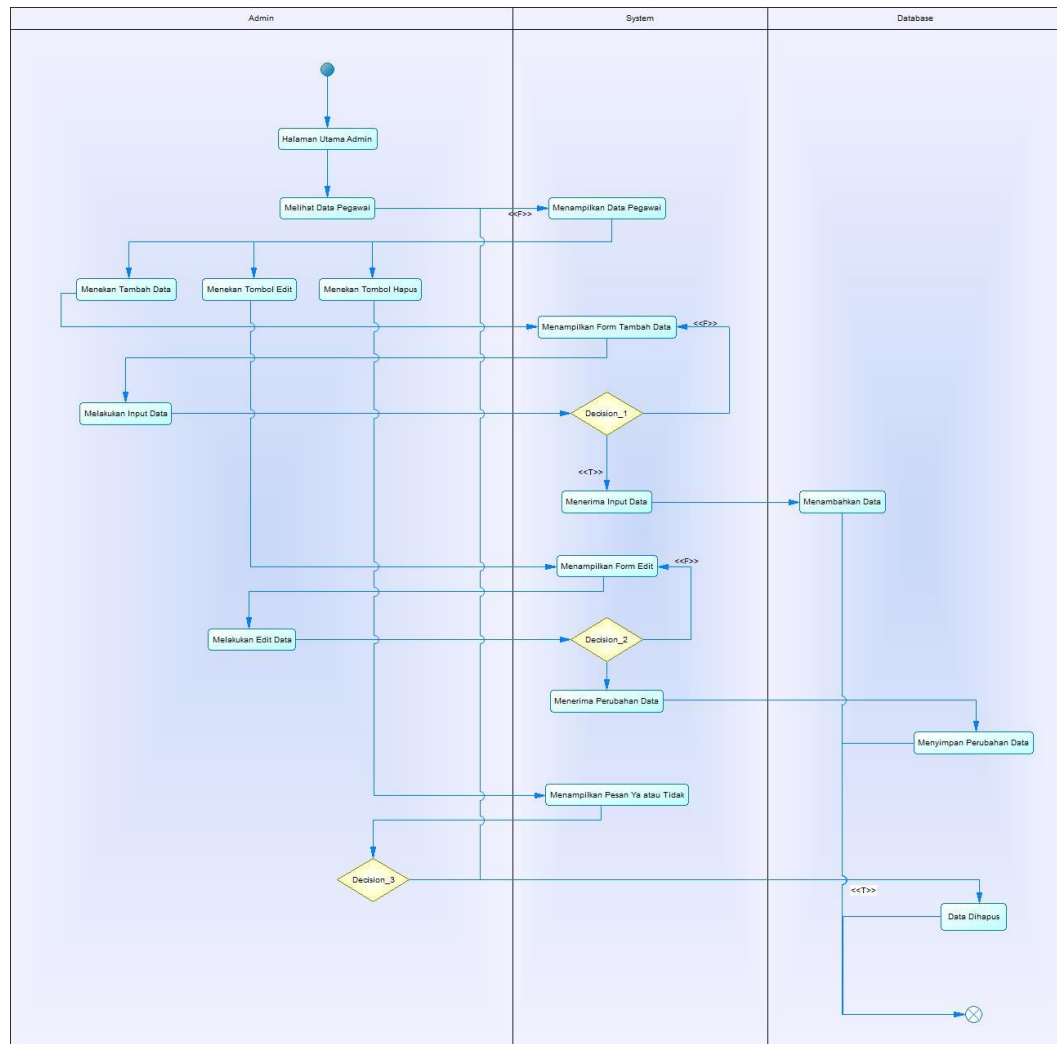 Admin
System
Database
Halaman Utama Admin
Melihat Data Pegawai
<<F>>
Menampilkan Data Pegawai
Menekan Tambah Data
Menekan Tombol Edit
Menekan Tombol Hapus
Menampilkan Form Tambah Data
<<F>>
Melakukan Input Data
Decision_1
<<T>>
Menerima Input Data
Menambahkan Data
Menampilkan Form Edit
<<F>>
Melakukan Edit Data
Decision_2
Menerima Perubahan Data
Menyimpan Perubahan Data
Menampilkan Pesan Ya atau Tidak
Decision_3
<<T>>
Data Dihapus